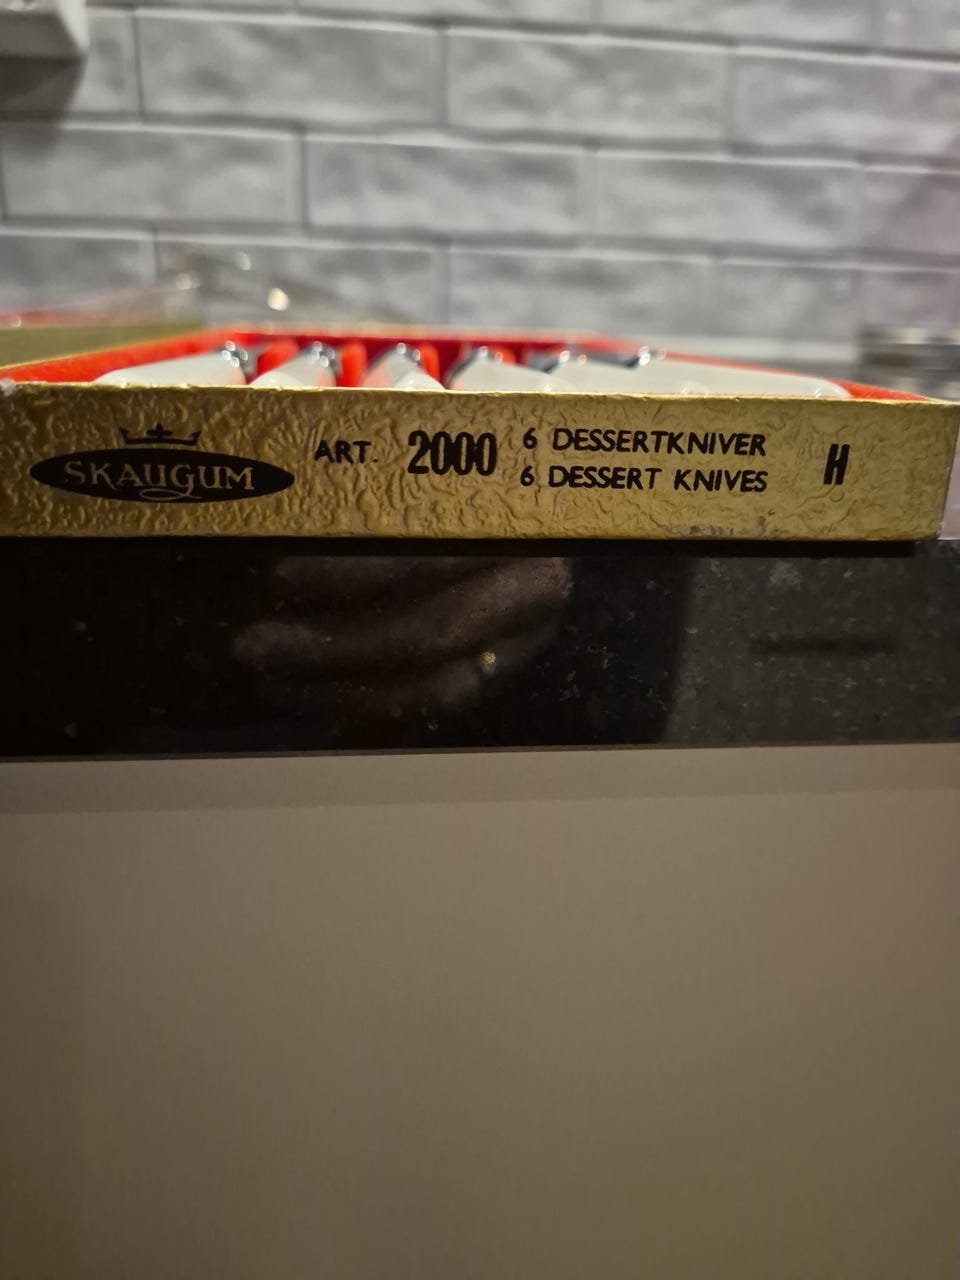 SKAUGUM
ART. 2000
6 DESSERTKNIVER
6 DESSERT KNIVES
H